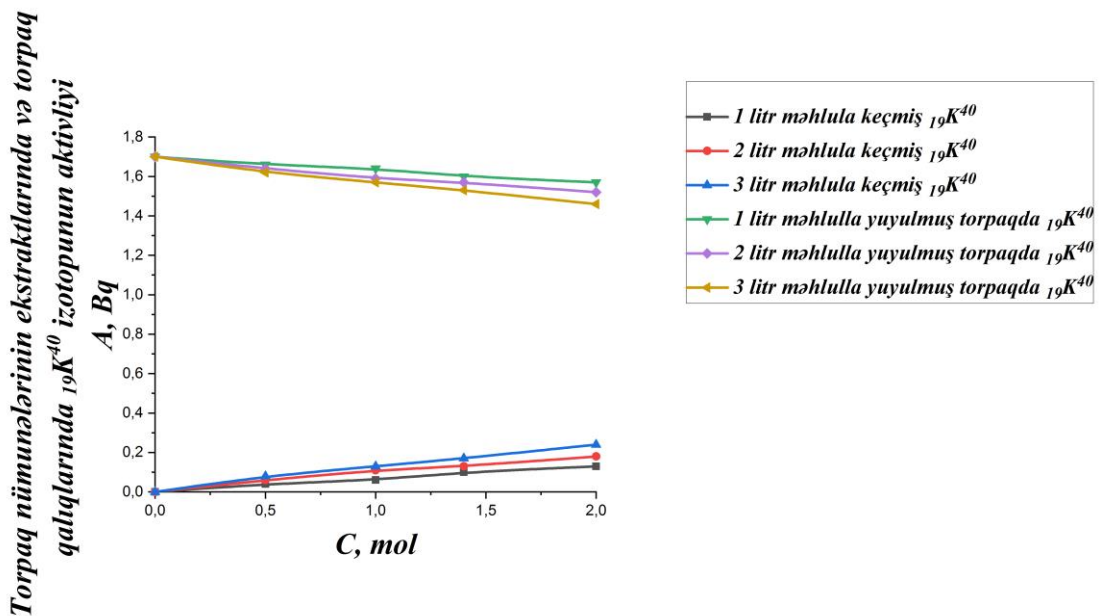 Torpaq nümunələrinin ekstraktlarında və torpaq
qalıqlarında ₁₉K⁴⁰ izotopunun aktivliyi
A, Bq
1,8
1,6
1,4
1,2
1,0
0,8
0,6
0,4
0,2
0,0
0,0 0,5 1,0 1,5 2,0
C, mol
1 litr məhlula keçmiş ₁₉K⁴⁰
2 litr məhlula keçmiş ₁₉K⁴⁰
3 litr məhlula keçmiş ₁₉K⁴⁰
1 litr məhlulla yuyulmuş torpaqda ₁₉K⁴⁰
2 litr məhlulla yuyulmuş torpaqda ₁₉K⁴⁰
3 litr məhlulla yuyulmuş torpaqda ₁₉K⁴⁰